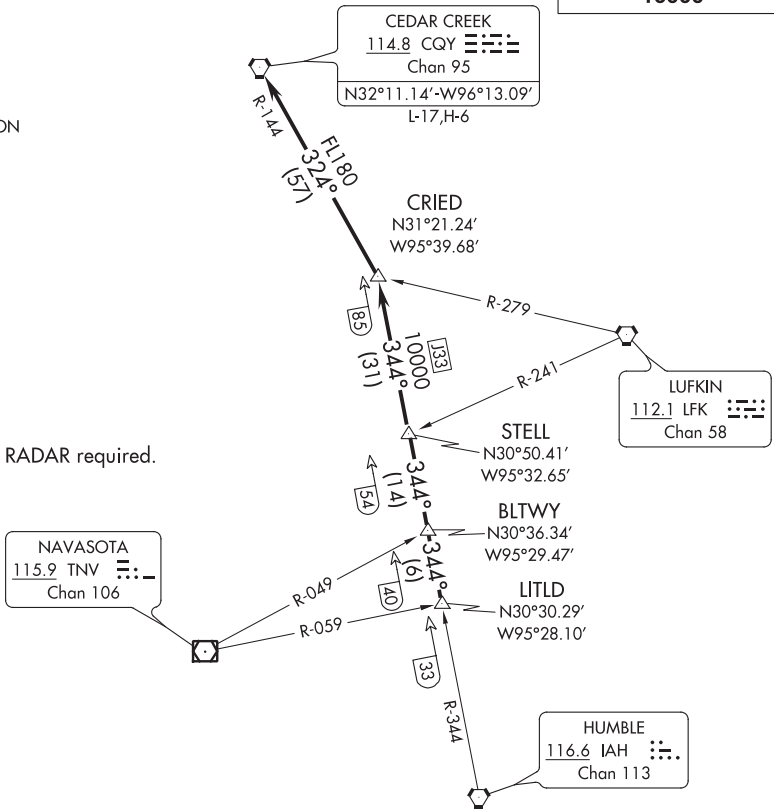 CEDAR CREEK
114.8 CQY
Chan 95
N32°11.14′-W96°13.09′
L-17,H-6
ON
R-144
FL180
324°
(57)
CRIED
N31°21.24′
W95°39.68′
R-279
85
J33
10000
344°
(31)
R-241
LUFKIN
112.1 LFK
Chan 58
STELL
N30°50.41′
W95°32.65′
RADAR required.
344°
(14)
54
BLTWY
N30°36.34′
W95°29.47′
NAVASOTA
115.9 TNV
Chan 106
R-049
344°
(6)
40
LITLD
N30°30.29′
W95°28.10′
R-059
33
R-344
HUMBLE
116.6 IAH
Chan 113